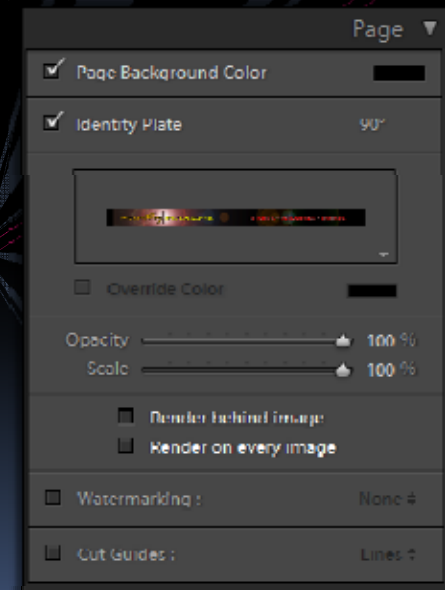 Page
Page Background Color
Identity Plate 90°
Override Color
Opacity 100 %
Scale 100 %
Render behind image
Render on every image
Watermarking : None
Cut Guides : Lines